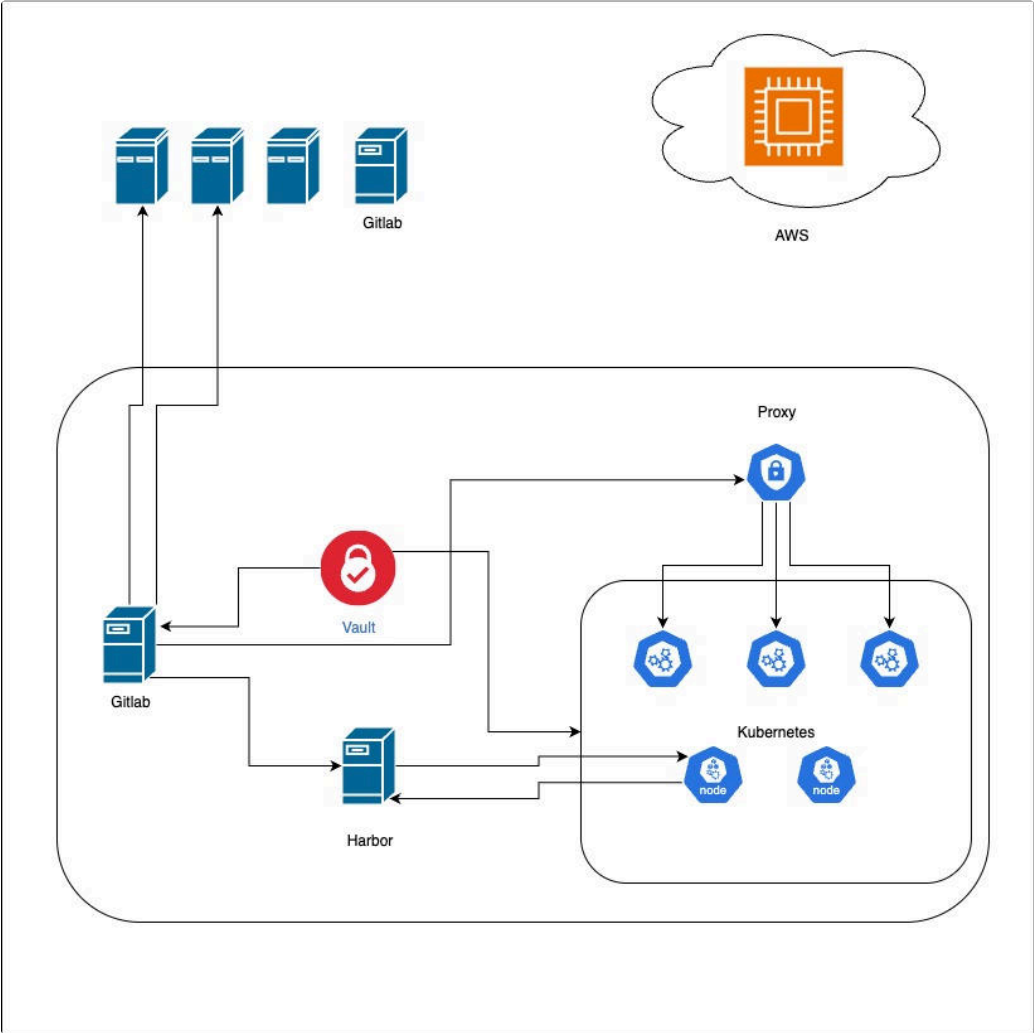 Gitlab
AWS
Proxy
Vault
Gitlab
Kubernetes
node
node
Harbor